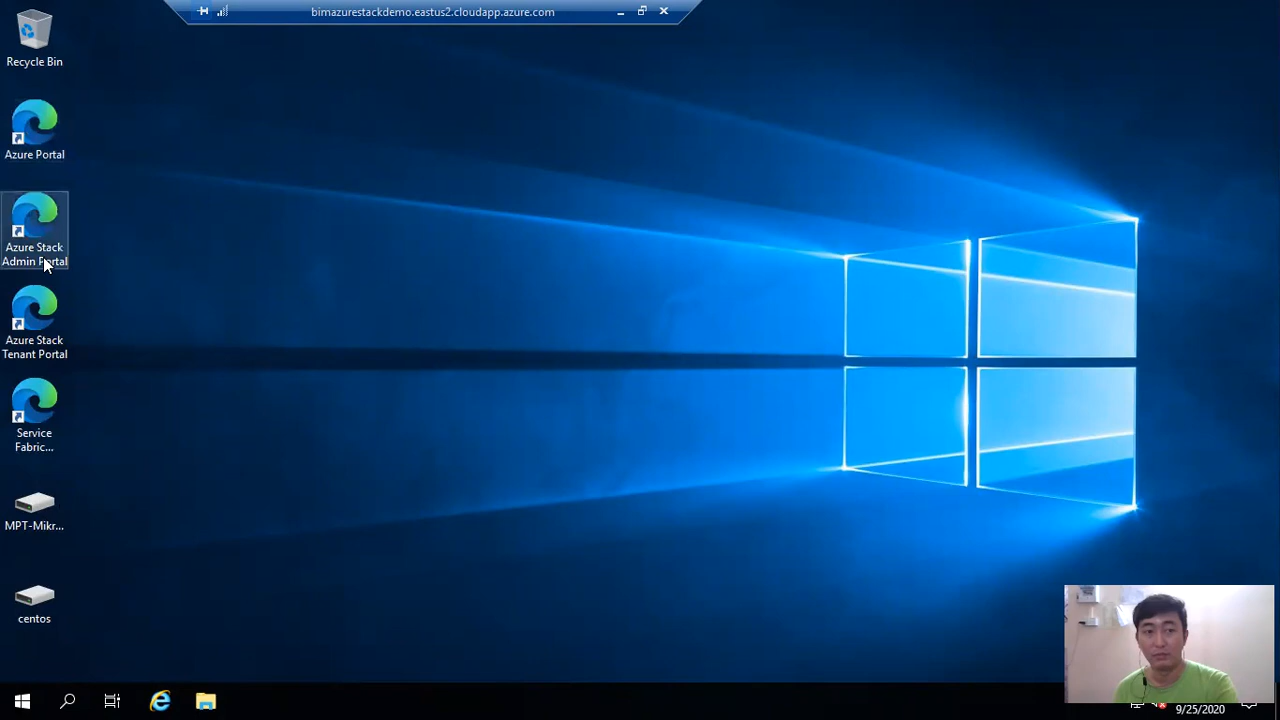 bimazurestackdemo.eastus2.cloudapp.azure.com
Recycle Bin
Azure Portal
Azure Stack
Admin Portal
Azure Stack
Tenant Portal
Service
Fabric...
MPT-Mikr...
centos
9/25/2020